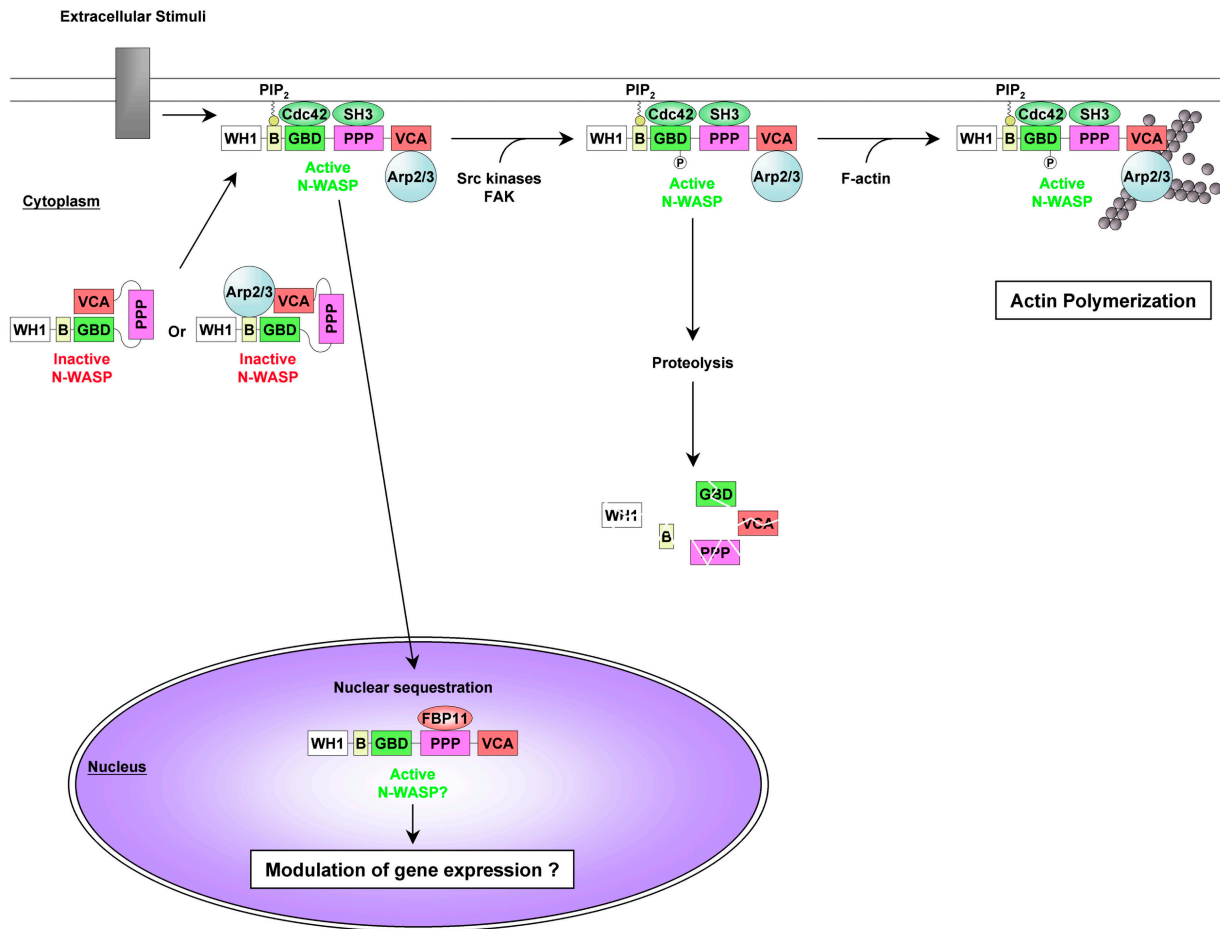 Extracellular Stimuli
PIP2
Cdc42 SH3
WH1 B GBD PPP VCA
Arp2/3
Active
N-WASP
Src kinases
FAK
PIP2
Cdc42 SH3
WH1 B GBD PPP VCA
P
Arp2/3
Active
N-WASP
F-actin
PIP2
Cdc42 SH3
WH1 B GBD PPP VCA
P
Arp2/3
Active
N-WASP
Cytoplasm
VCA
PPP
WH1 B GBD
Inactive
N-WASP
Or
Arp2/3 VCA
PPP
WH1 B GBD
Inactive
N-WASP
Actin Polymerization
Proteolysis
GBD
WH1
VCA
B
PPP
Nuclear sequestration
FBP11
WH1 B GBD PPP VCA
Nucleus
Active
N-WASP?
Modulation of gene expression ?